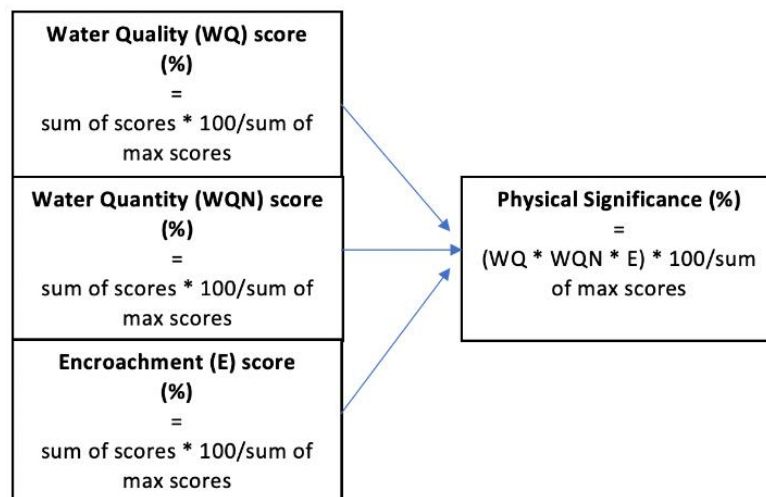 Water Quality (WQ) score
(%)
=
sum of scores * 100/sum of
max scores
Water Quantity (WQN) score
(%)
=
sum of scores * 100/sum of
max scores
Encroachment (E) score
(%)
=
sum of scores * 100/sum of
max scores
Physical Significance (%)
=
(WQ * WQN * E) * 100/sum
of max scores